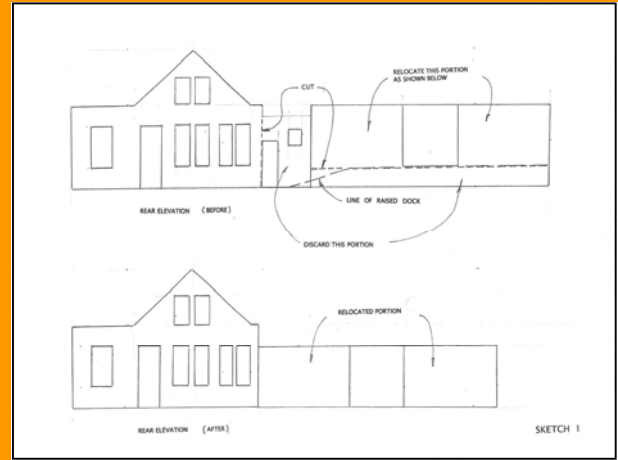 RELOCATE THIS PORTION
AS SHOWN BELOW
CUT
LINE OF RAISED DOCK
REAR ELEVATION (BEFORE)
DISCARD THIS PORTION
RELOCATED PORTION
REAR ELEVATION (AFTER)
SKETCH 1